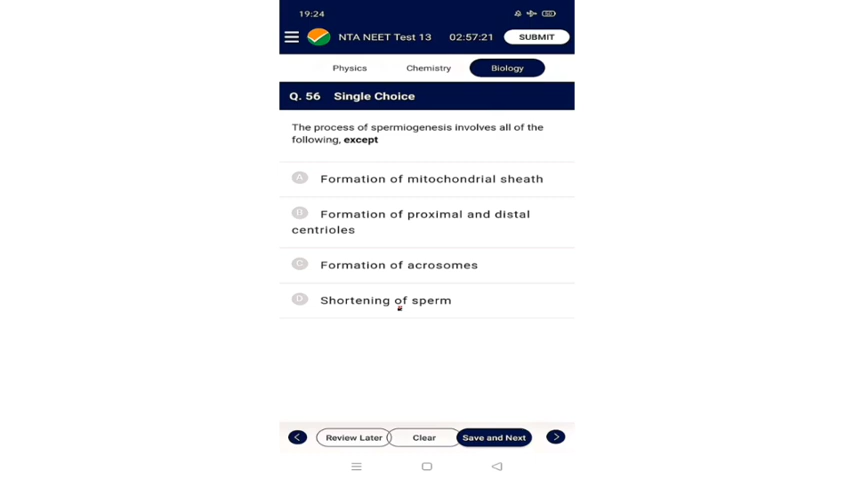 19:24
NTA NEET Test 13 02:57:21 SUBMIT
Physics Chemistry Biology
Q. 56 Single Choice
The process of spermiogenesis involves all of the
following, except
A Formation of mitochondrial sheath
B Formation of proximal and distal
centrioles
C Formation of acrosomes
D Shortening of sperm
Review Later Clear Save and Next